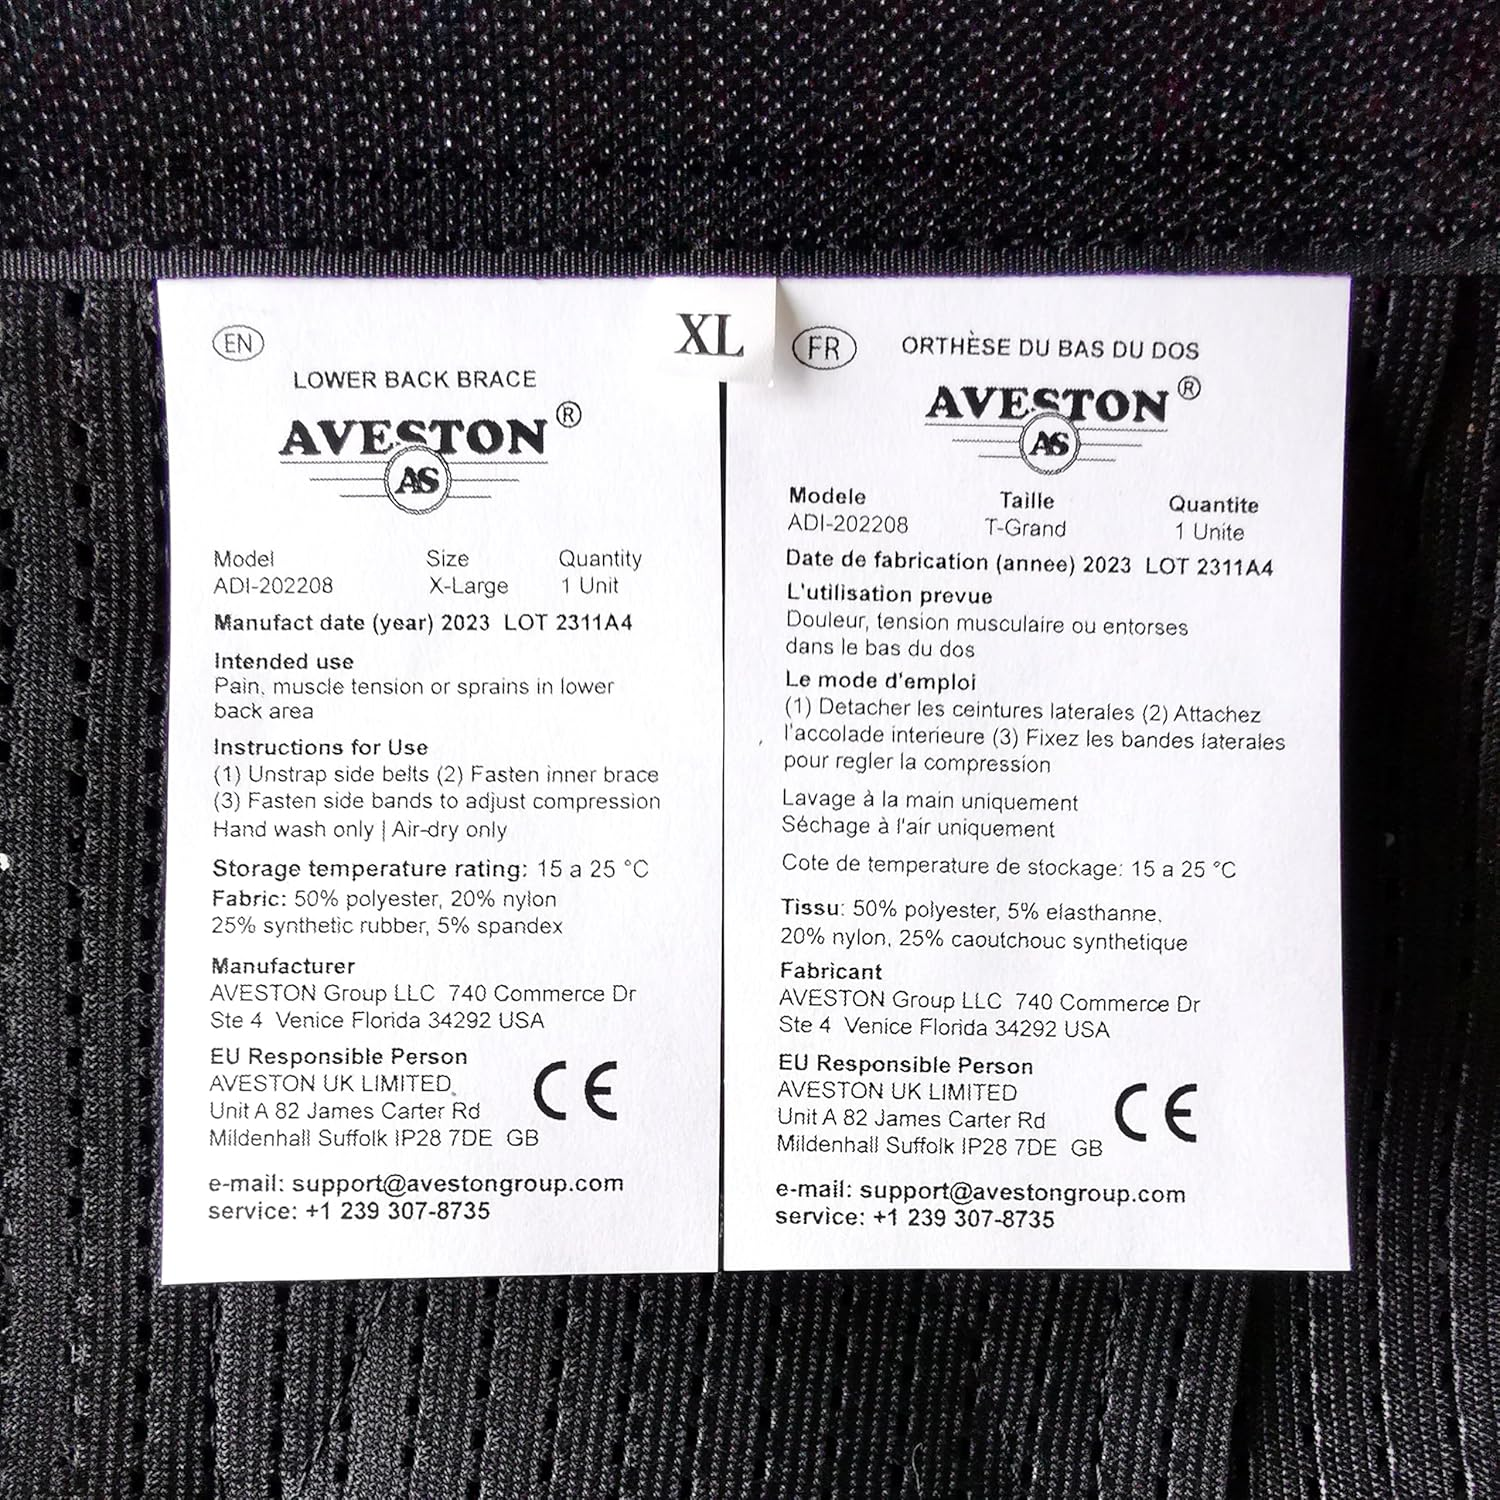 XL
EN
LOWER BACK BRACE
AVESTON ®
AS
Model Size Quantity
ADI-202208 X-Large 1 Unit
Manufact date (year) 2023 LOT 2311A4
Intended use
Pain, muscle tension or sprains in lower
back area
Instructions for Use
(1) Unstrap side belts (2) Fasten inner brace
(3) Fasten side bands to adjust compression
Hand wash only | Air-dry only
Storage temperature rating: 15 a 25 °C
Fabric: 50% polyester, 20% nylon
25% synthetic rubber, 5% spandex
Manufacturer
AVESTON Group LLC 740 Commerce Dr
Ste 4 Venice Florida 34292 USA
EU Responsible Person
AVESTON UK LIMITED
Unit A 82 James Carter Rd
Mildenhall Suffolk IP28 7DE GB
CE
e-mail: support@avestongroup.com
service: +1 239 307-8735
FR
ORTHÈSE DU BAS DU DOS
AVESTON ®
AS
Modele Taille Quantite
ADI-202208 T-Grand 1 Unite
Date de fabrication (annee) 2023 LOT 2311A4
L'utilisation prevue
Douleur, tension musculaire ou entorses
dans le bas du dos
Le mode d'emploi
(1) Detacher les ceintures laterales (2) Attachez
l'accolade interieure (3) Fixez les bandes laterales
pour regler la compression
Lavage à la main uniquement
Séchage à l'air uniquement
Cote de temperature de stockage: 15 a 25 °C
Tissu: 50% polyester, 5% elasthanne,
20% nylon, 25% caoutchouc synthetique
Fabricant
AVESTON Group LLC 740 Commerce Dr
Ste 4 Venice Florida 34292 USA
EU Responsible Person
AVESTON UK LIMITED
Unit A 82 James Carter Rd
Mildenhall Suffolk IP28 7DE GB
CE
e-mail: support@avestongroup.com
service: +1 239 307-8735